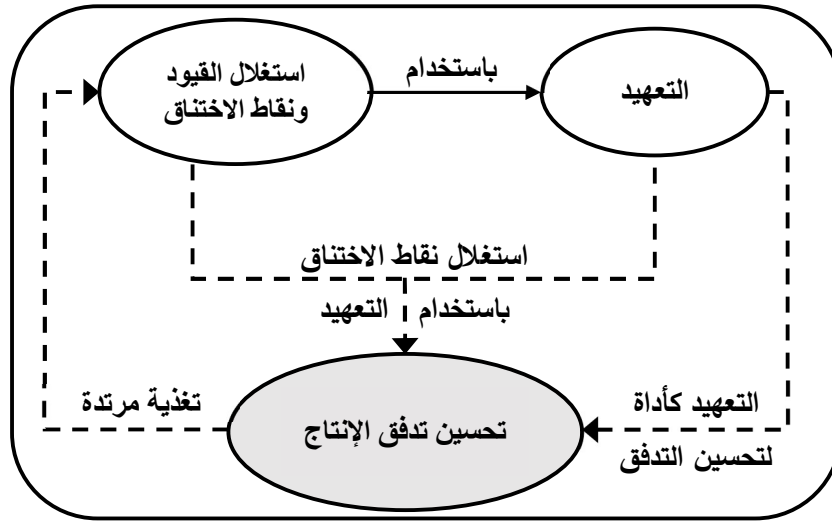 استغلال القيود
ونقاط الاختناق
باستخدام
التعهيد
استغلال نقاط الاختناق
باستخدام التعهيد
تغذية مرتدة
تحسين تدفق الإنتاج
التعهيد كأداة
لتحسين التدفق